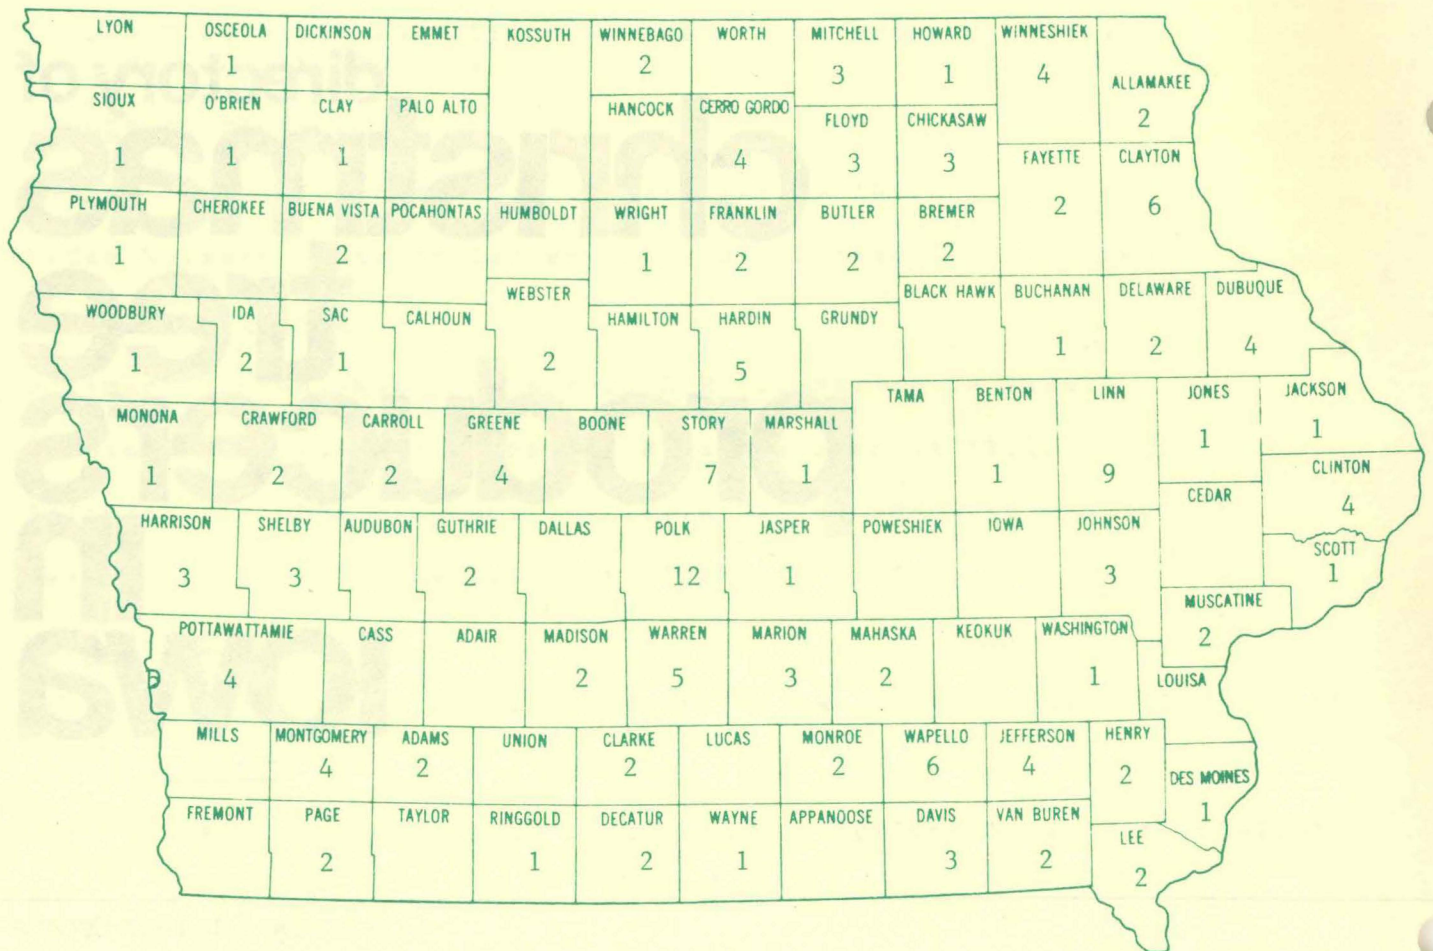 LYON OSCEOLA DICKINSON EMMET KOSSUTH WINNEBAGO WORTH MITCHELL HOWARD WINNESHIEK
1 2 3 1 4
ALLAMAKEE
2
SIOUX O'BRIEN CLAY PALO ALTO HANCOCK CERRO GORDO FLOYD CHICKASAW
1 1 1 4 3 3
FAYETTE CLAYTON
2 6
PLYMOUTH CHEROKEE BUENA VISTA POCAHONTAS HUMBOLDT WRIGHT FRANKLIN BUTLER BREMER
1 2 1 2 2 2
WEBSTER BLACK HAWK BUCHANAN DELAWARE DUBUQUE
2 1 2 4
WOODBURY IDA SAC CALHOUN HAMILTON HARDIN GRUNDY
1 2 1 5
TAMA BENTON LINN JONES JACKSON
1 9 1 1
MONONA CRAWFORD CARROLL GREENE BOONE STORY MARSHALL
1 2 2 4 7 1
CLINTON
4
CEDAR
HARRISON SHELBY AUDUBON GUTHRIE DALLAS POLK JASPER POWESHIEK IOWA JOHNSON
3 3 2 12 1 3
SCOTT
1
MUSCATINE
2
POTTAWATTAMIE CASS ADAIR MADISON WARREN MARION MAHASKA KEOKUK WASHINGTON
4 2 5 3 2 1
LOUISA
MILLS MONTGOMERY ADAMS UNION CLARKE LUCAS MONROE WAPELLO JEFFERSON HENRY
4 2 2 2 6 4 2
DES MOINES
1
FREMONT PAGE TAYLOR RINGGOLD DECATUR WAYNE APPANOOSE DAVIS VAN BUREN
2 1 2 1 3 2
LEE
2
directory of
christmas
tree
products
in
iowa